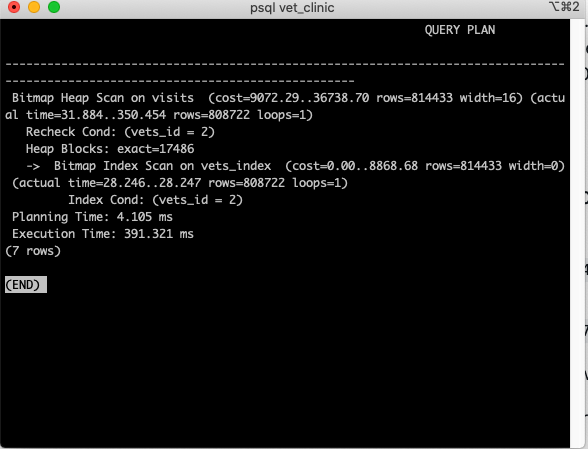 psql vet_clinic
⌥⌘2
QUERY PLAN
--------------------------------------------------------------------------------
--------------------------------------------------
Bitmap Heap Scan on visits  (cost=9072.29..36738.70 rows=814433 width=16) (actu
al time=31.884..350.454 rows=808722 loops=1)
Recheck Cond: (vets_id = 2)
Heap Blocks: exact=17486
->  Bitmap Index Scan on vets_index  (cost=0.00..8868.68 rows=814433 width=0)
(actual time=28.246..28.247 rows=808722 loops=1)
Index Cond: (vets_id = 2)
Planning Time: 4.105 ms
Execution Time: 391.321 ms
(7 rows)
(END)